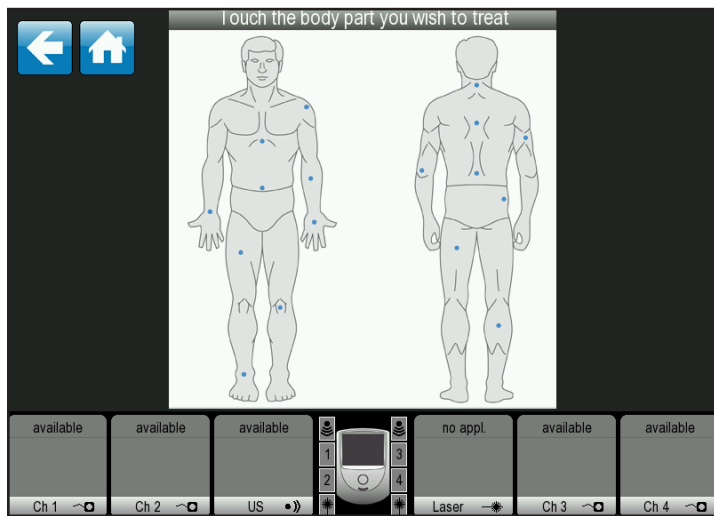 Touch the body part you wish to treat
available
available
available
no appl.
available
available
1
3
2
4
Ch 1
Ch 2
US
Laser
Ch 3
Ch 4